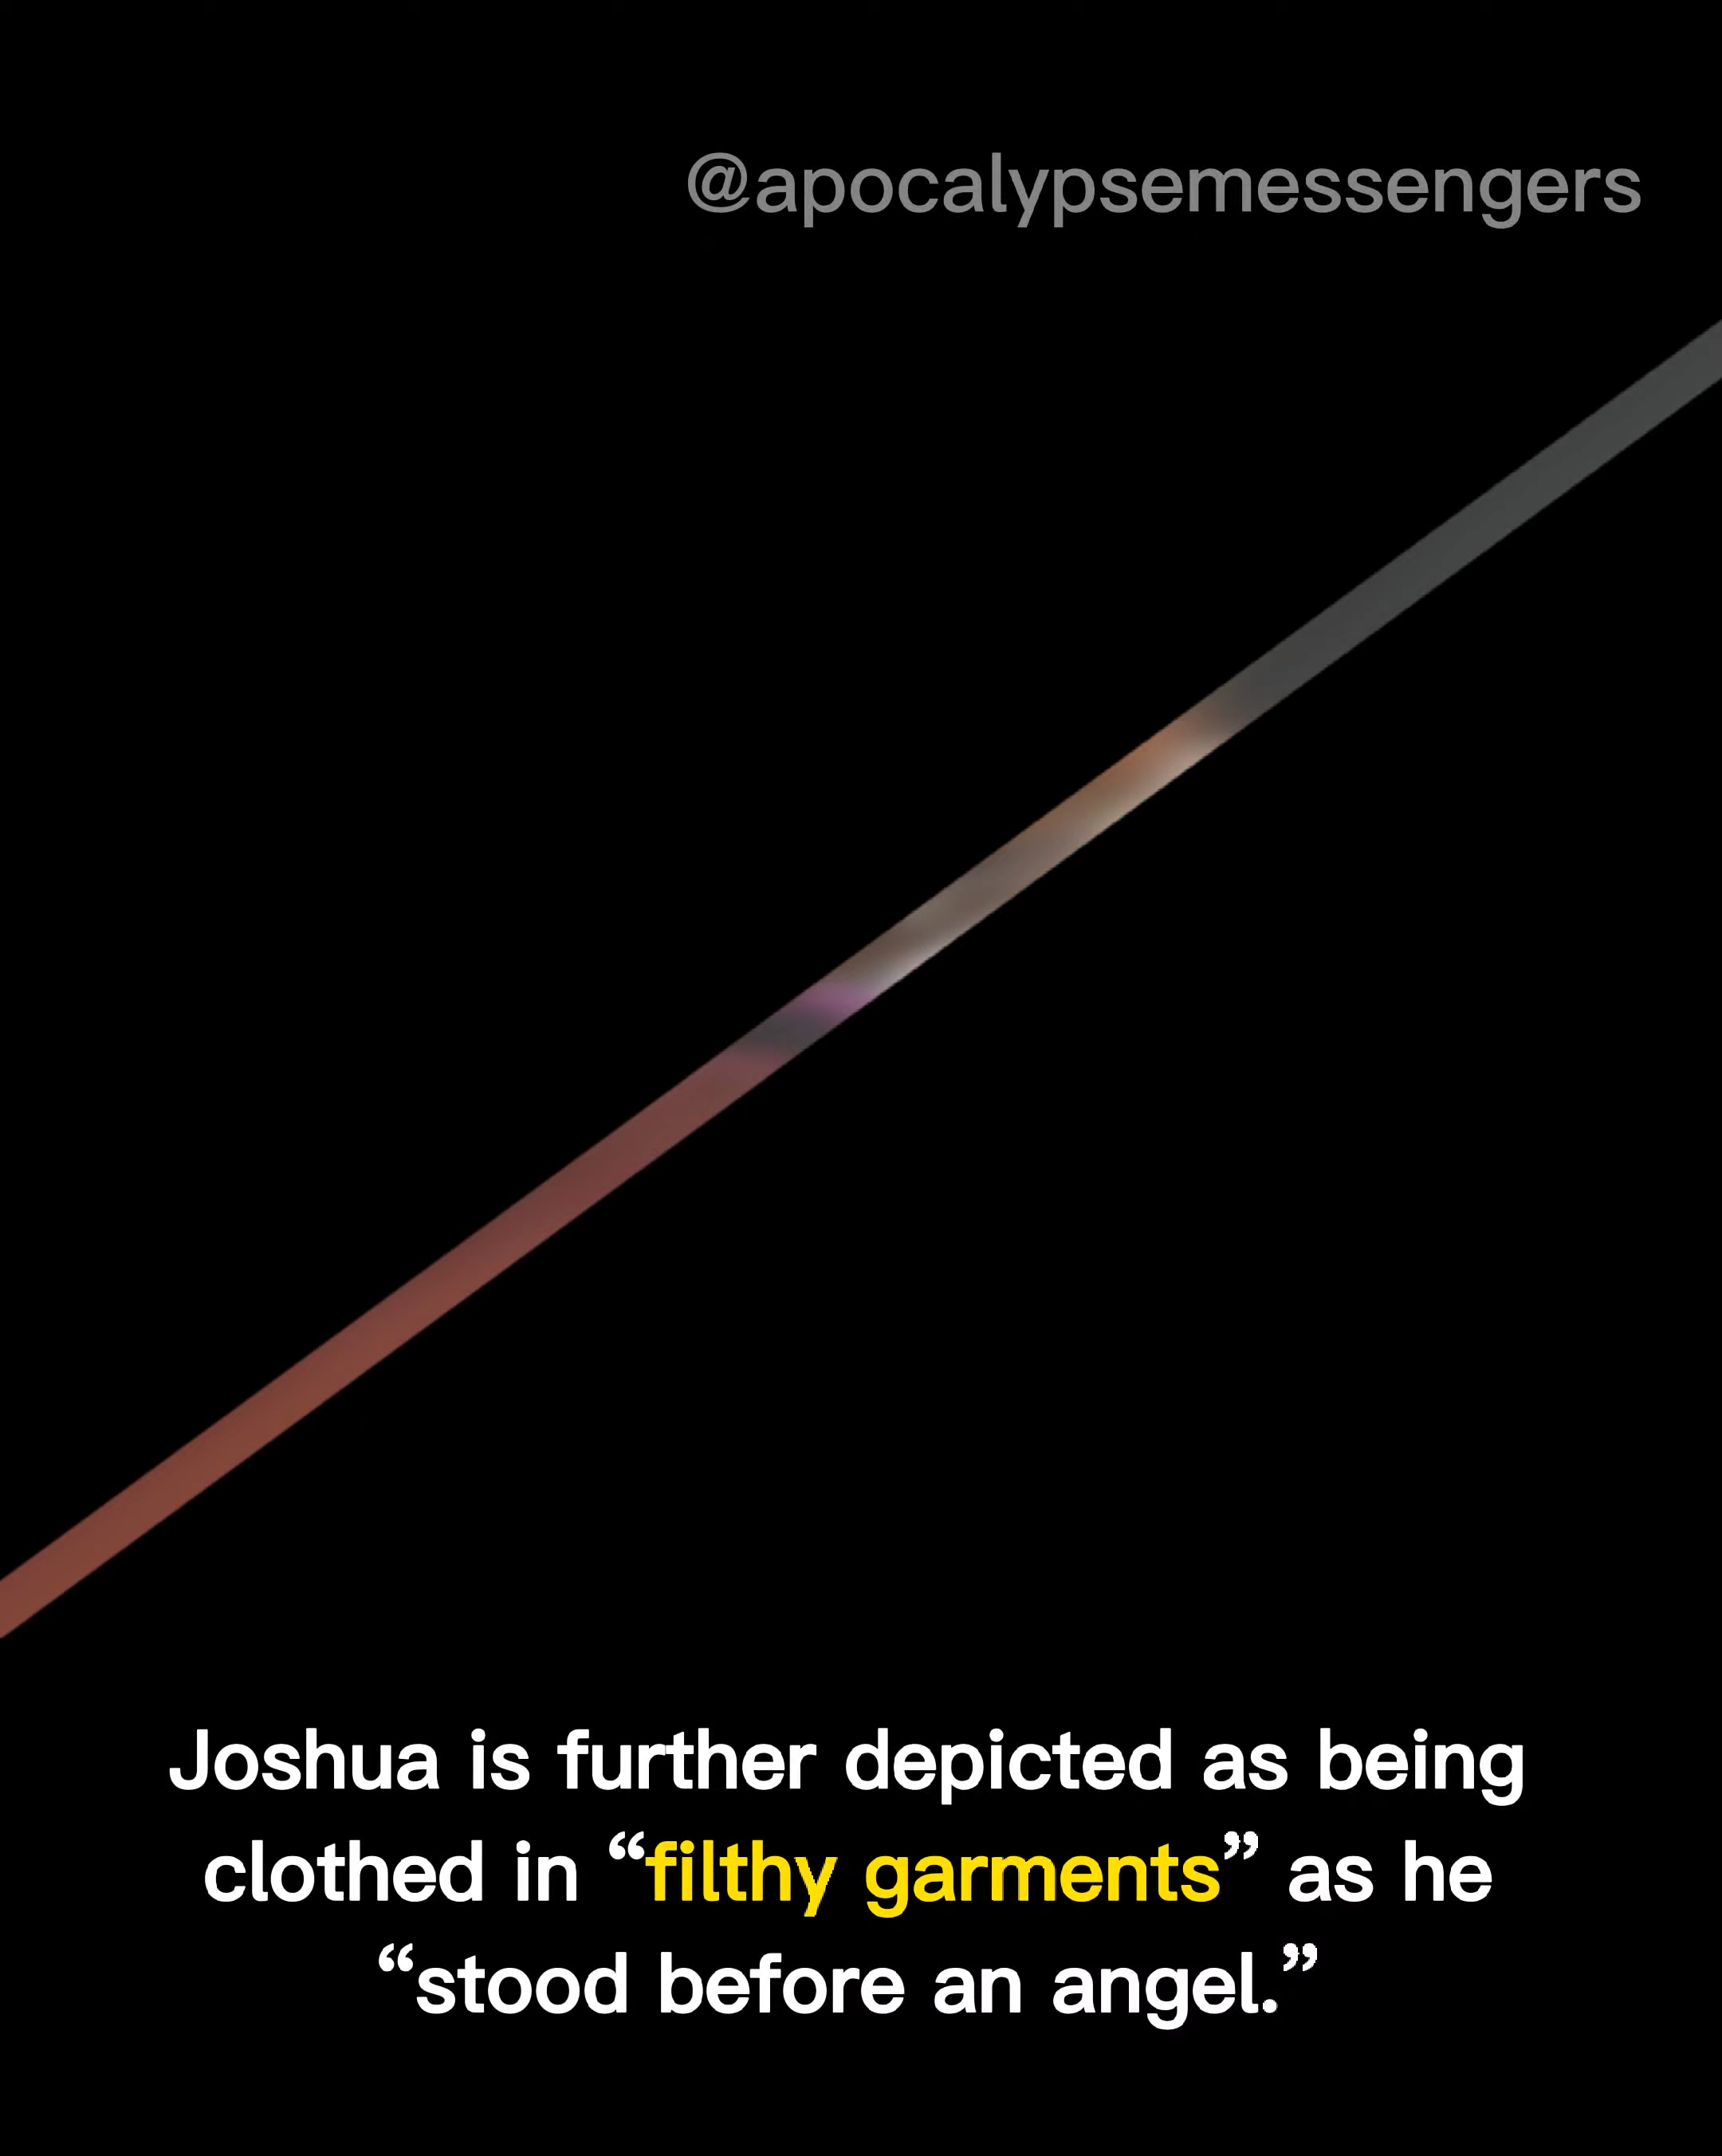 @apocalypsemessengers
Joshua is further depicted as being
clothed in “filthy garments” as he
“stood before an angel.”